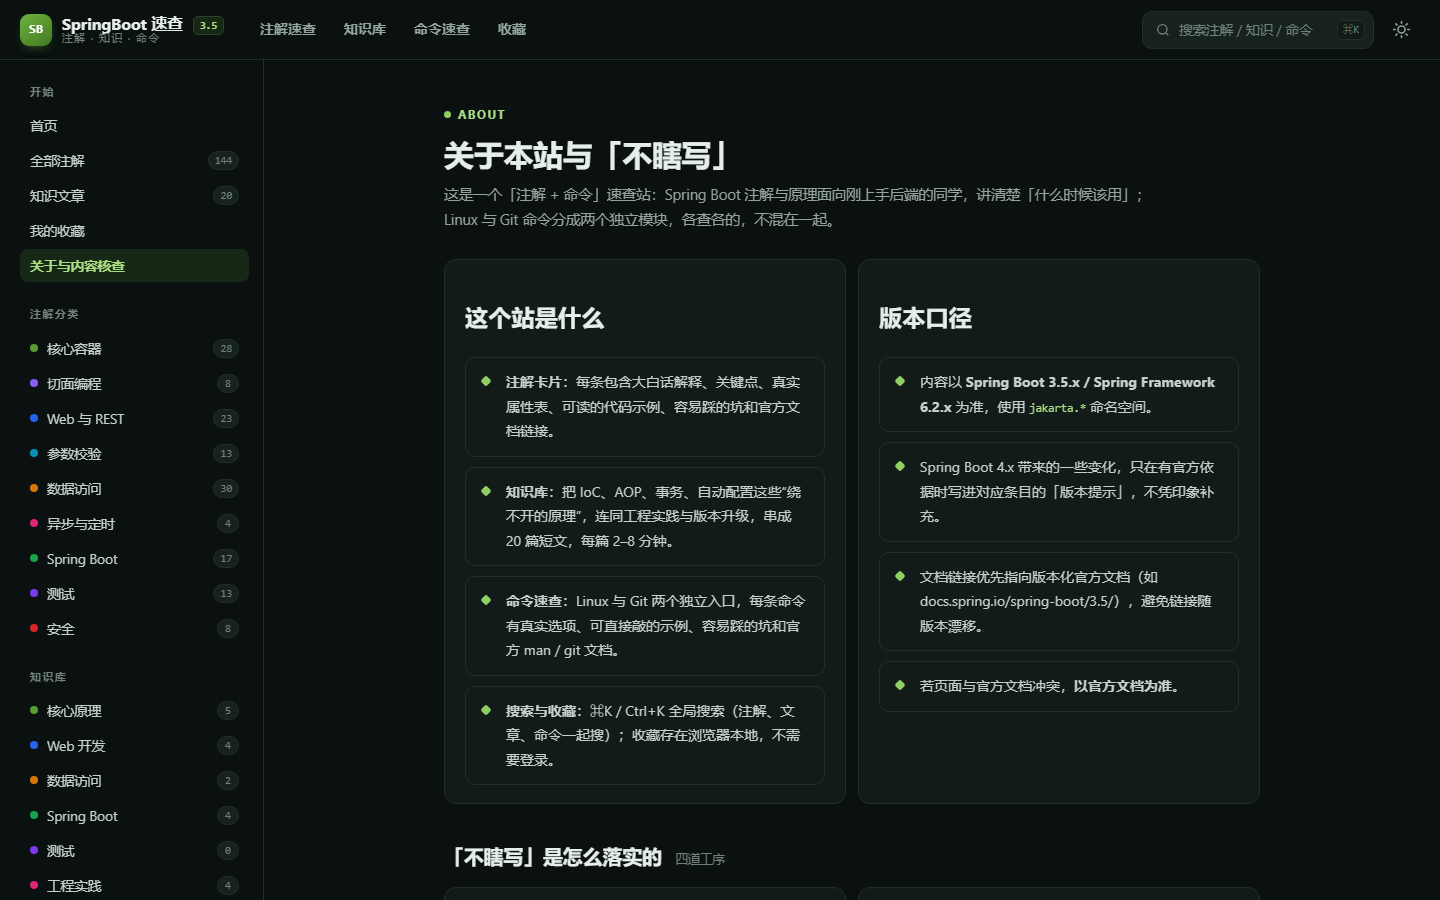 SB
SpringBoot 速查
3.5
注解 · 知识 · 命令
注解速查
知识库
命令速查
收藏
搜索注解 / 知识 / 命令
⌘K
开始
首页
全部注解
144
知识文章
20
我的收藏
关于与内容核查
注解分类
核心容器
28
切面编程
8
Web 与 REST
23
参数校验
13
数据访问
30
异步与定时
4
Spring Boot
17
测试
13
安全
8
知识库
核心原理
5
Web 开发
4
数据访问
2
Spring Boot
4
测试
0
工程实践
4
ABOUT
关于本站与「不瞎写」
这是一个「注解 + 命令」速查站：Spring Boot 注解与原理面向刚上手后端的同学，讲清楚「什么时候该用」；
Linux 与 Git 命令分成两个独立模块，各查各的，不混在一起。
这个站是什么
注解卡片：每条包含大白话解释、关键点、真实
属性表、可读的代码示例、容易踩的坑和官方文
档链接。
知识库：把 IoC、AOP、事务、自动配置这些“绕
不开的原理”，连同工程实践与版本升级，串成
20 篇短文，每篇 2–8 分钟。
命令速查：Linux 与 Git 两个独立入口，每条命令
有真实选项、可直接敲的示例、容易踩的坑和官
方 man / git 文档。
搜索与收藏：⌘K / Ctrl+K 全局搜索（注解、文
章、命令一起搜）；收藏存在浏览器本地，不需
要登录。
版本口径
内容以 Spring Boot 3.5.x / Spring Framework
6.2.x 为准，使用 jakarta.* 命名空间。
Spring Boot 4.x 带来的一些变化，只在有官方依
据时写进对应条目的「版本提示」，不凭印象补
充。
文档链接优先指向版本化官方文档（如
docs.spring.io/spring-boot/3.5/），避免链接随
版本漂移。
若页面与官方文档冲突，以官方文档为准。
「不瞎写」是怎么落实的
四道工序